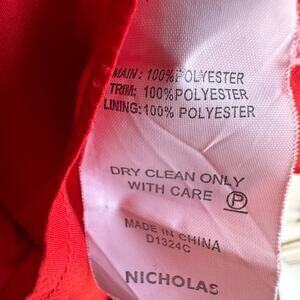 MAIN: 100% POLYESTER
TRIM: 100% POLYESTER
LINING: 100% POLYESTER
DRY CLEAN ONLY
WITH CARE P
MADE IN CHINA
D1324C
NICHOLAS